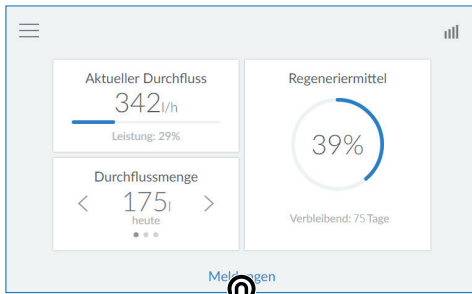 Aktueller Durchfluss
342 l/h
Leistung: 29%
Durchflussmenge
< 175 l >
heute
Regeneriermittel
39%
Verbleibend: 75 Tage